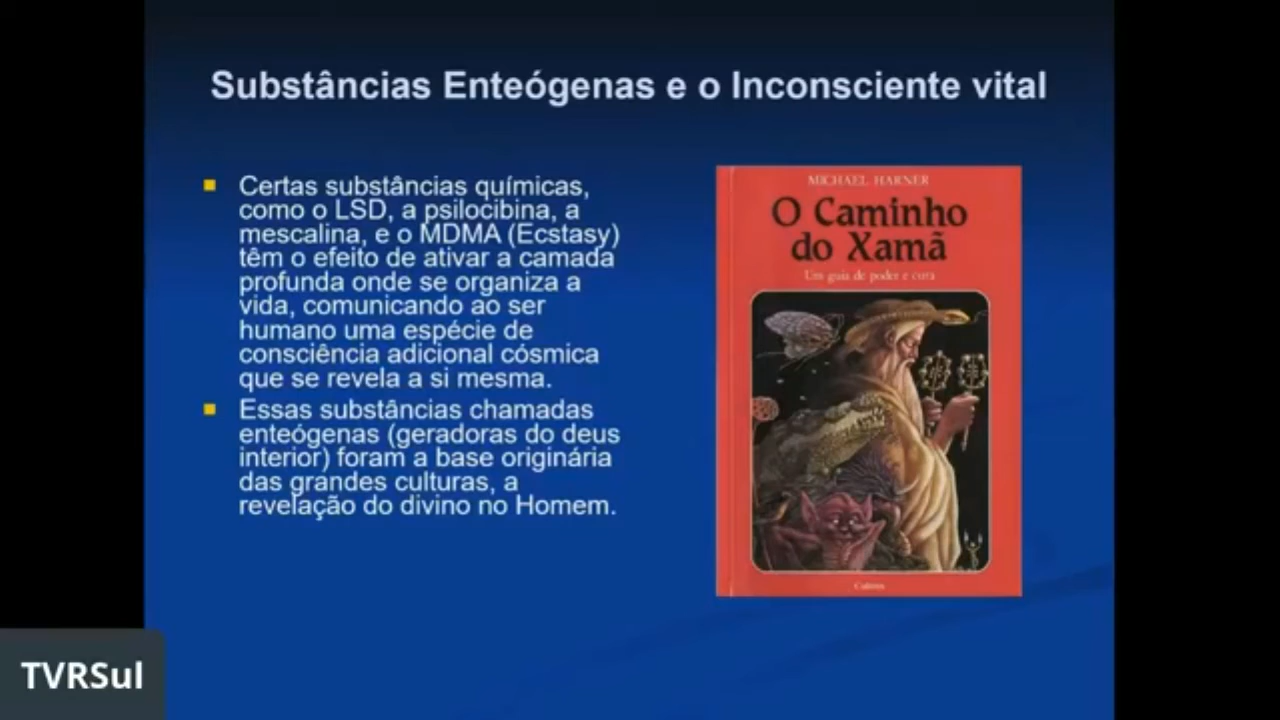 Substâncias Enteógenas e o Inconsciente vital
Certas substâncias químicas,
como o LSD, a psilocibina, a
mescalina, e o MDMA (Ecstasy)
têm o efeito de ativar a camada
profunda onde se organiza a
vida, comunicando ao ser
humano uma espécie de
consciência adicional cósmica
que se revela a si mesma.
Essas substâncias chamadas
enteógenas (geradoras do deus
interior) foram a base originária
das grandes culturas, a
revelação do divino no Homem.
MICHAEL HARNER
O Caminho
do Xamã
Um guia de poder e cura
Cultrix
TVRSul